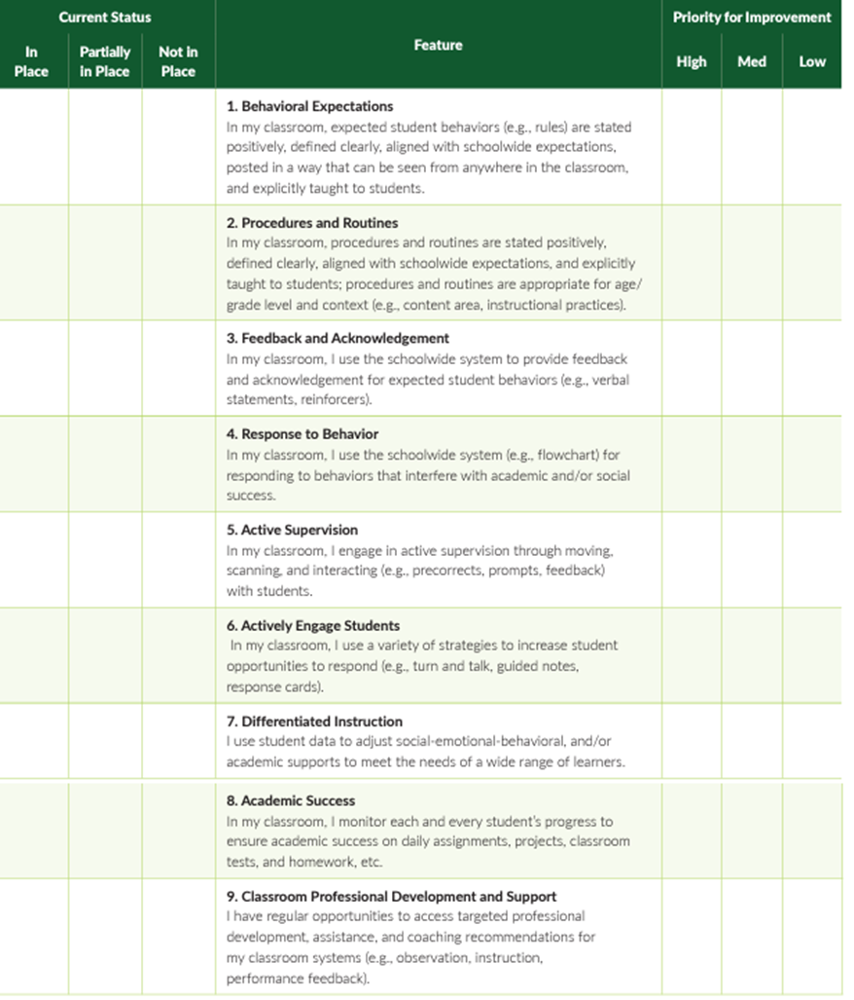 Current Status
Feature
Priority for Improvement
In
Place
Partially
in Place
Not in
Place
High
Med
Low
1. Behavioral Expectations
In my classroom, expected student behaviors (e.g., rules) are stated
positively, defined clearly, aligned with schoolwide expectations,
posted in a way that can be seen from anywhere in the classroom,
and explicitly taught to students.
2. Procedures and Routines
In my classroom, procedures and routines are stated positively,
defined clearly, aligned with schoolwide expectations, and explicitly
taught to students; procedures and routines are appropriate for age/
grade level and context (e.g., content area, instructional practices).
3. Feedback and Acknowledgement
In my classroom, I use the schoolwide system to provide feedback
and acknowledgement for expected student behaviors (e.g., verbal
statements, reinforcers).
4. Response to Behavior
In my classroom, I use the schoolwide system (e.g., flowchart) for
responding to behaviors that interfere with academic and/or social
success.
5. Active Supervision
In my classroom, I engage in active supervision through moving,
scanning, and interacting (e.g., precorrects, prompts, feedback)
with students.
6. Actively Engage Students
In my classroom, I use a variety of strategies to increase student
opportunities to respond (e.g., turn and talk, guided notes,
response cards).
7. Differentiated Instruction
I use student data to adjust social-emotional-behavioral, and/or
academic supports to meet the needs of a wide range of learners.
8. Academic Success
In my classroom, I monitor each and every student's progress to
ensure academic success on daily assignments, projects, classroom
tests, and homework, etc.
9. Classroom Professional Development and Support
I have regular opportunities to access targeted professional
development, assistance, and coaching recommendations for
my classroom systems (e.g., observation, instruction,
performance feedback).